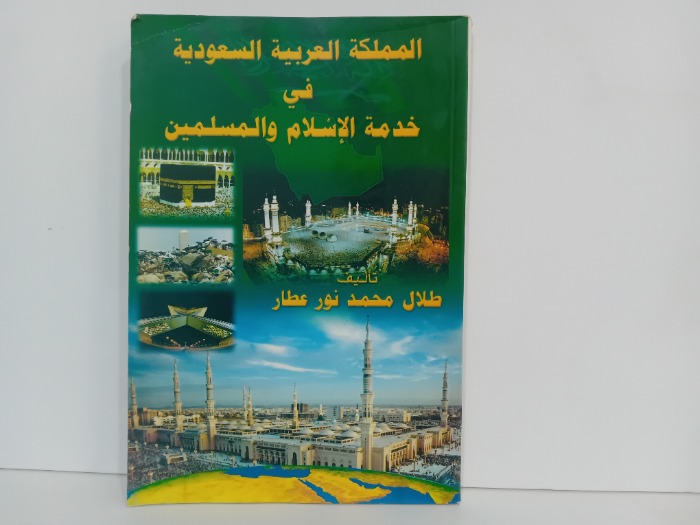 المملكة العربية السعودية
في
خدمة الإسلام والمسلمين
تأليف
طلال محمد نور عطار